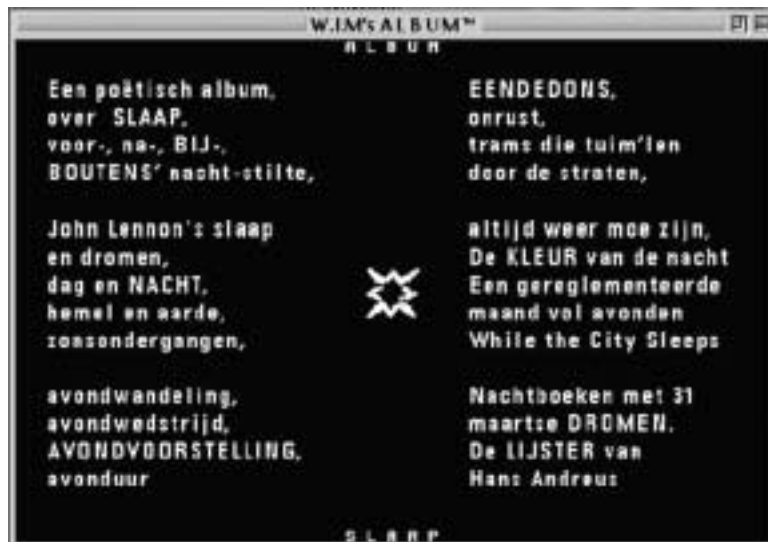 W.IM's ALBUM™
ALBUM
Een poëtisch album,
over SLAAP,
voor-, na-, BIJ-,
BOUTENS' nacht-stilte,
John Lennon's slaap
en dromen,
dag en NACHT,
hemel en aarde,
zonsondergangen,
avondwandeling,
avondwedstrijd,
AVONDVOORSTELLING,
avonduur
EENDEDONS,
onrust,
trams die tuim'len
door de straten,
altijd weer moe zijn,
De KLEUR van de nacht
Een gereglementeerde
maand vol avonden
While the City Sleeps
Nachtboeken met 31
maartse DROMEN.
De LIJSTER van
Hans Andreus
SLAAP